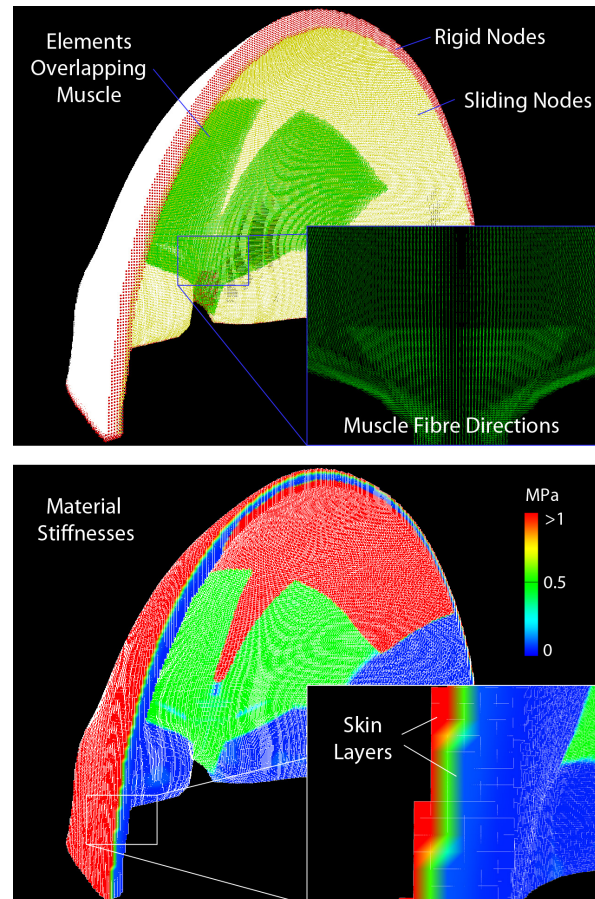 Elements
Overlapping
Muscle
Rigid Nodes
Sliding Nodes
Muscle Fibre Directions
Material
Stiffnesses
MPa
>1
0.5
0
Skin
Layers